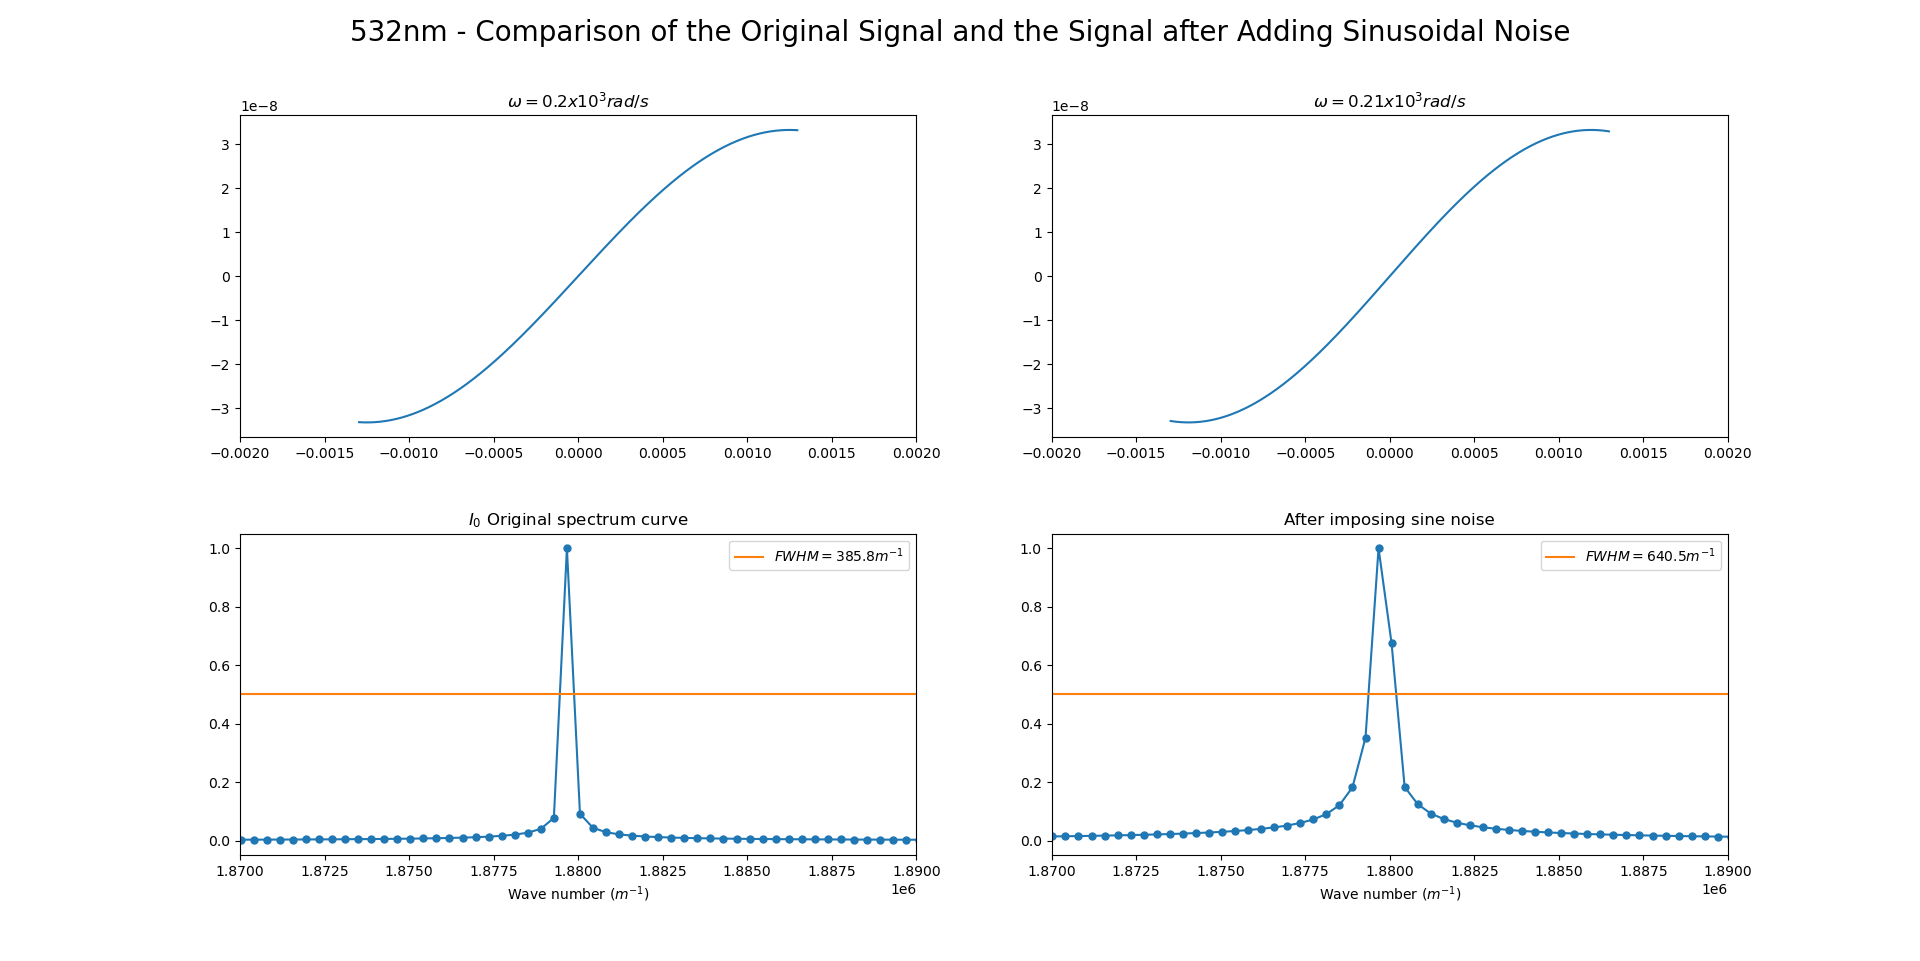 532nm - Comparison of the Original Signal and the Signal after Adding Sinusoidal Noise
ω = 0.2x10³rad/s
1e−8
3
2
1
0
−1
−2
−3
−0.0020 −0.0015 −0.0010 −0.0005 0.0000 0.0005 0.0010 0.0015 0.0020
ω = 0.21x10³rad/s
1e−8
3
2
1
0
−1
−2
−3
−0.0020 −0.0015 −0.0010 −0.0005 0.0000 0.0005 0.0010 0.0015 0.0020
I₀ Original spectrum curve
FWHM = 385.8m⁻¹
1.0
0.8
0.6
0.4
0.2
0.0
1.8700 1.8725 1.8750 1.8775 1.8800 1.8825 1.8850 1.8875 1.8900
1e6
Wave number (m⁻¹)
After imposing sine noise
FWHM = 640.5m⁻¹
1.0
0.8
0.6
0.4
0.2
0.0
1.8700 1.8725 1.8750 1.8775 1.8800 1.8825 1.8850 1.8875 1.8900
1e6
Wave number (m⁻¹)